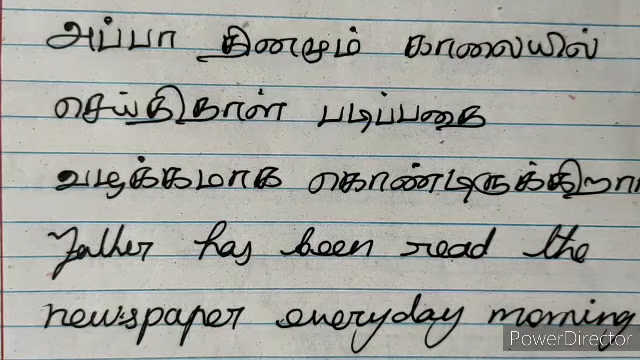 அப்பா தினமும் காலையில்
செய்திதாள் படிப்பதை
வழக்கமாக கொண்டிருக்கிறா
Father has been read the
newspaper everyday morning
PowerDirector